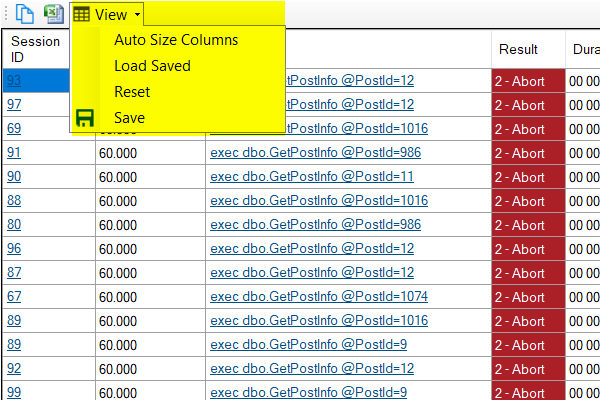 View
Session ID Result Dura
Auto Size Columns
Load Saved
Reset
Save
93 tPostInfo @PostId=12 2 - Abort 00 00
97 tPostInfo @PostId=12 2 - Abort 00 00
69 60.000 tPostInfo @PostId=1016 2 - Abort 00 00
91 60.000 exec dbo.GetPostInfo @PostId=986 2 - Abort 00 00
90 60.000 exec dbo.GetPostInfo @PostId=11 2 - Abort 00 00
88 60.000 exec dbo.GetPostInfo @PostId=1016 2 - Abort 00 00
80 60.000 exec dbo.GetPostInfo @PostId=986 2 - Abort 00 00
96 60.000 exec dbo.GetPostInfo @PostId=12 2 - Abort 00 00
87 60.000 exec dbo.GetPostInfo @PostId=12 2 - Abort 00 00
67 60.000 exec dbo.GetPostInfo @PostId=1074 2 - Abort 00 00
89 60.000 exec dbo.GetPostInfo @PostId=1016 2 - Abort 00 00
89 60.000 exec dbo.GetPostInfo @PostId=9 2 - Abort 00 00
92 60.000 exec dbo.GetPostInfo @PostId=12 2 - Abort 00 00
99 60.000 exec dbo.GetPostInfo @PostId=9 2 - Abort 00 00